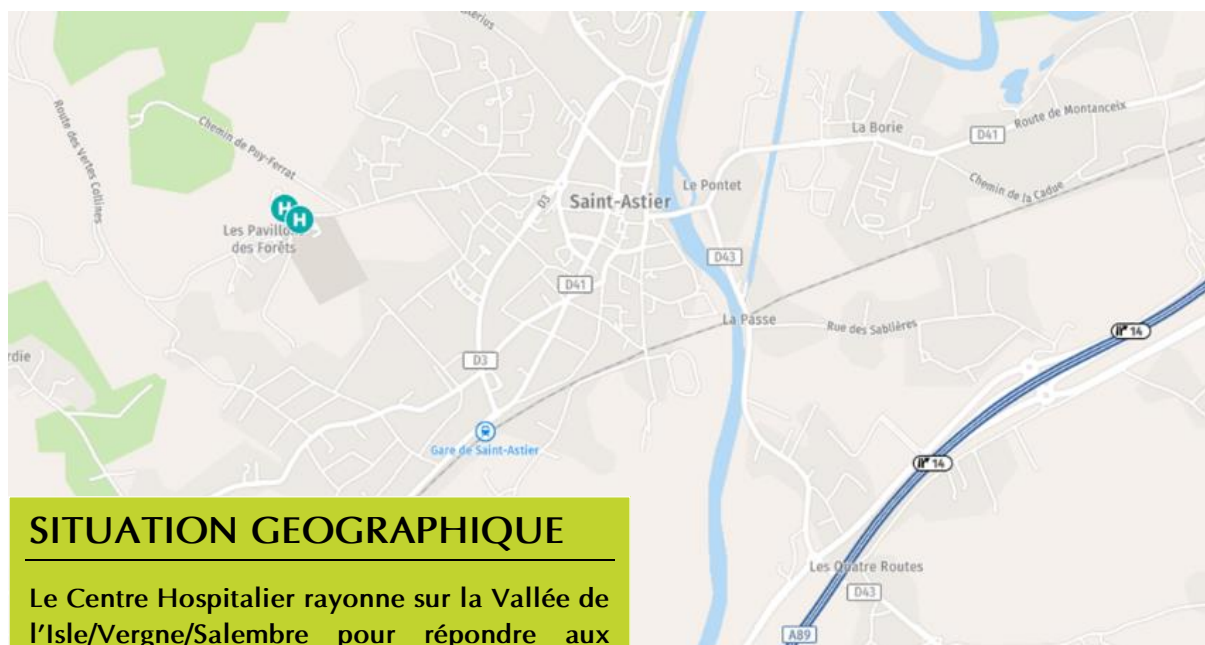 Route des Vertes Collines
Chemin de Puy-Ferrat
H
H
Les Pavillo
des Forêts
Saint-Astier
D3
D41
D3
Gare de Saint-Astier
Le Pontet
La Borie
D41
Route de Montanceix
Chemin de la Cadue
D43
La Passe
Rue des Sablières
14
14
Les Quatre Routes
D43
A89
rdie
SITUATION GEOGRAPHIQUE
Le Centre Hospitalier rayonne sur la Vallée de
l’Isle/Vergne/Salembre pour répondre aux